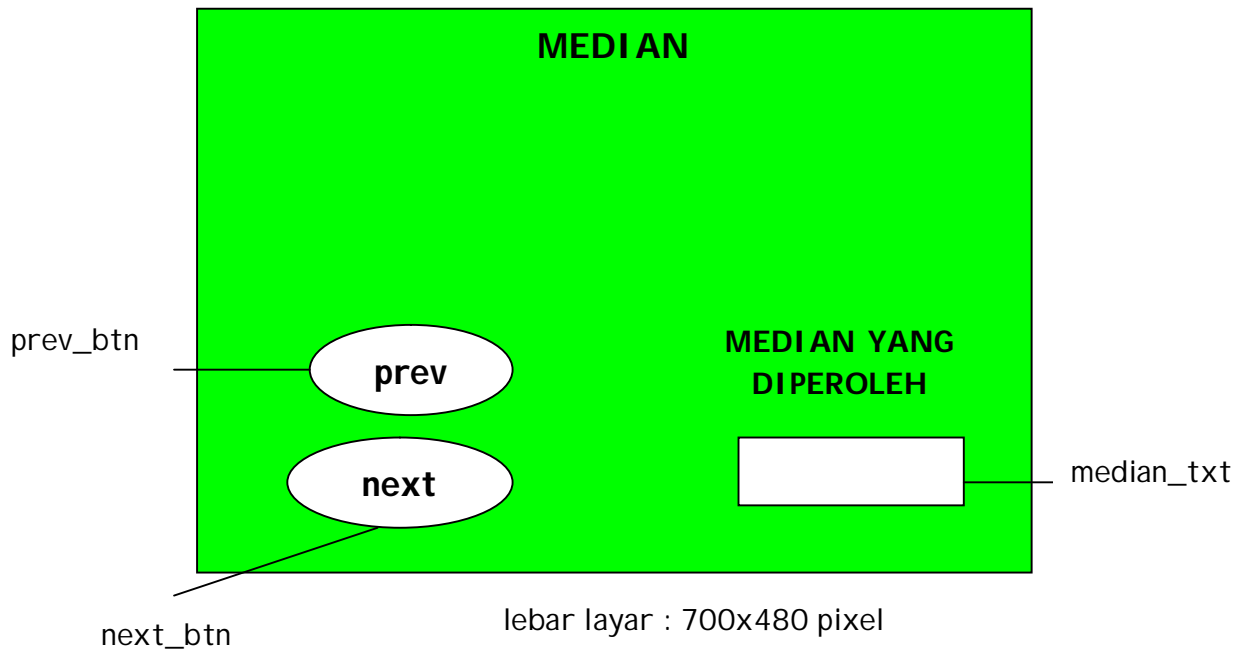 MEDIAN
prev_btn
prev
MEDIAN YANG
DIPEROLEH
next
median_txt
next_btn
lebar layar : 700x480 pixel